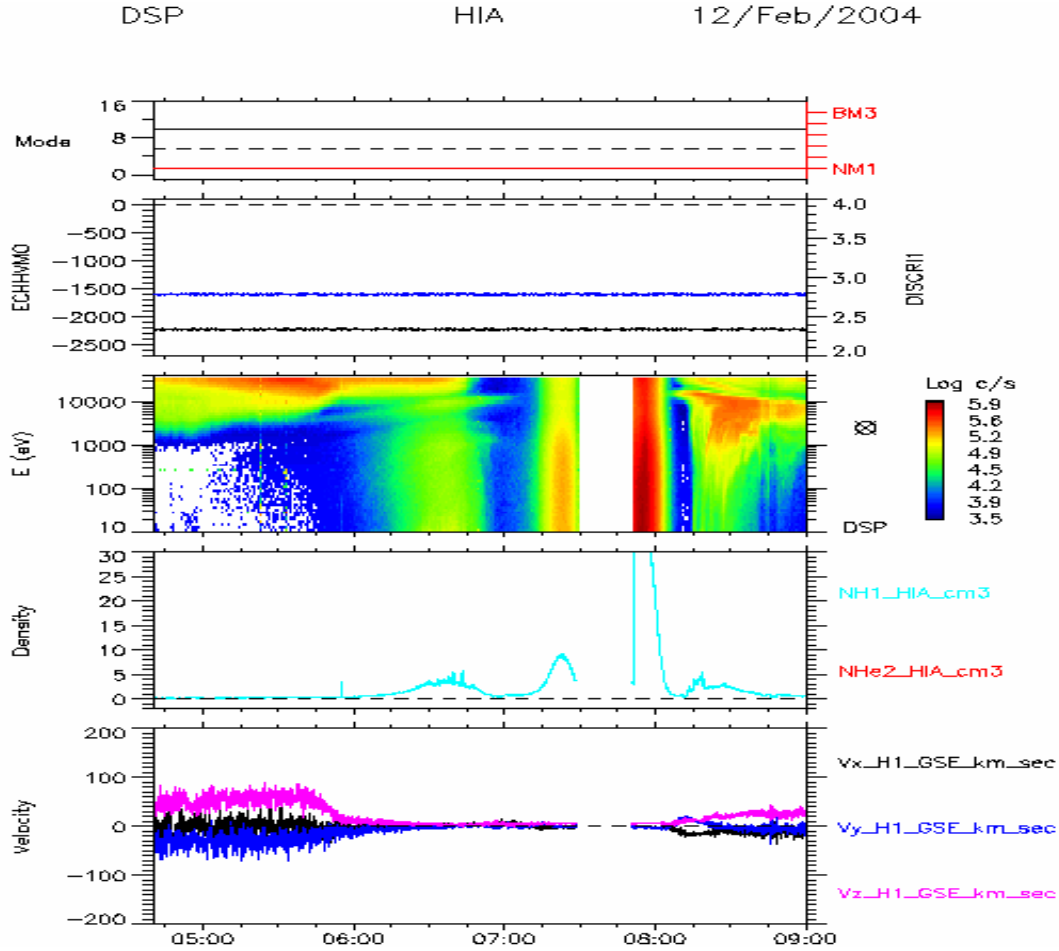 DSP HIA 12/Feb/2004
16
8
0
Mode
BM3
NM1
0
-500
-1000
-1500
-2000
-2500
ECHHVMO
4.0
3.5
3.0
2.5
2.0
DISCRI1
10000
1000
100
10
E (eV)
DSP
Log c/s
5.9
5.6
5.2
4.9
4.5
4.2
3.9
3.5
30
25
20
15
10
5
0
Density
NH1_HIA_cm3
NHe2_HIA_cm3
200
100
0
-100
-200
Velocity
Vx_H1_GSE_km_sec
Vy_H1_GSE_km_sec
Vz_H1_GSE_km_sec
05:00 06:00 07:00 08:00 09:00